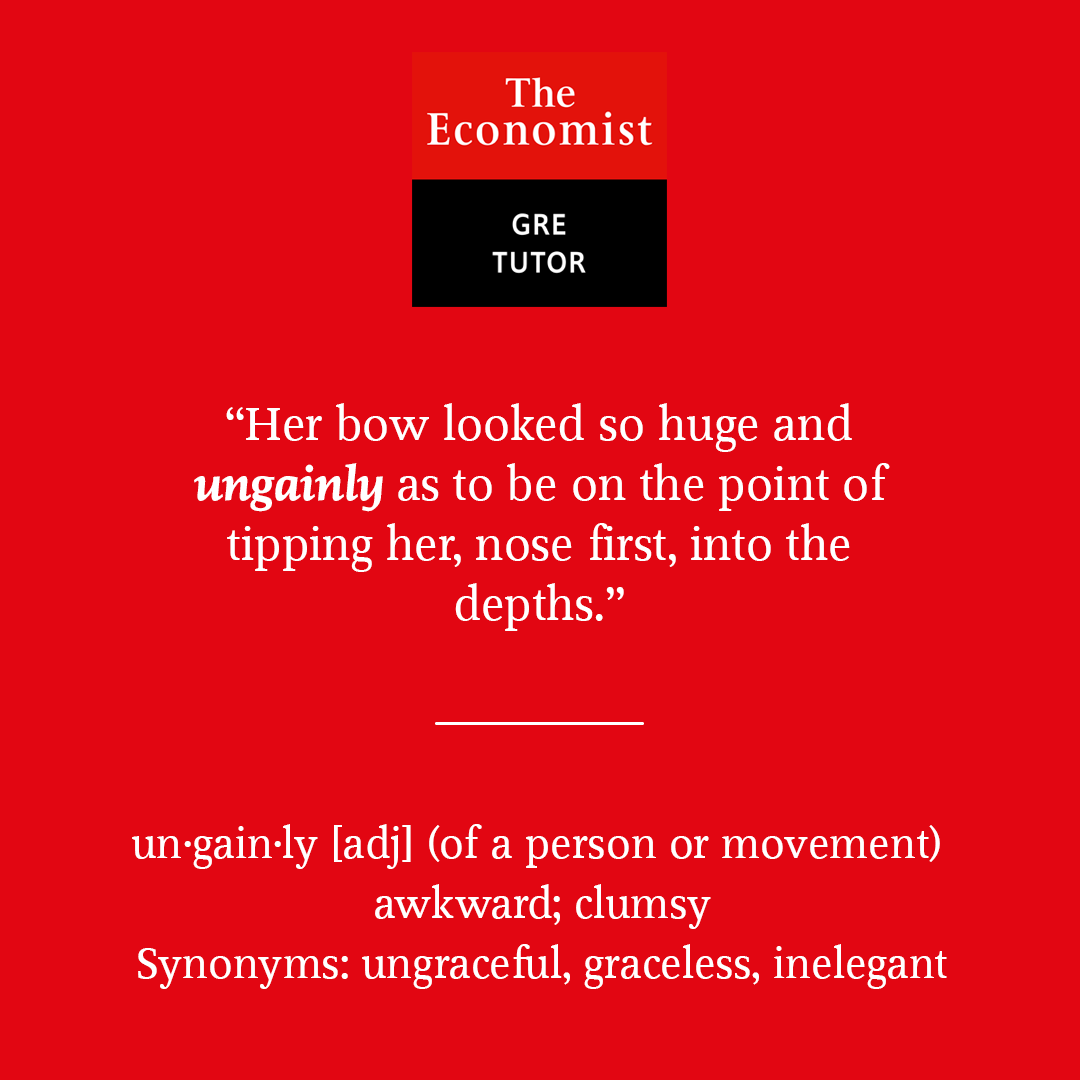 The
Economist
GRE
TUTOR
“Her bow looked so huge and
ungainly as to be on the point of
tipping her, nose first, into the
depths.”
un·gain·ly [adj] (of a person or movement)
awkward; clumsy
Synonyms: ungraceful, graceless, inelegant